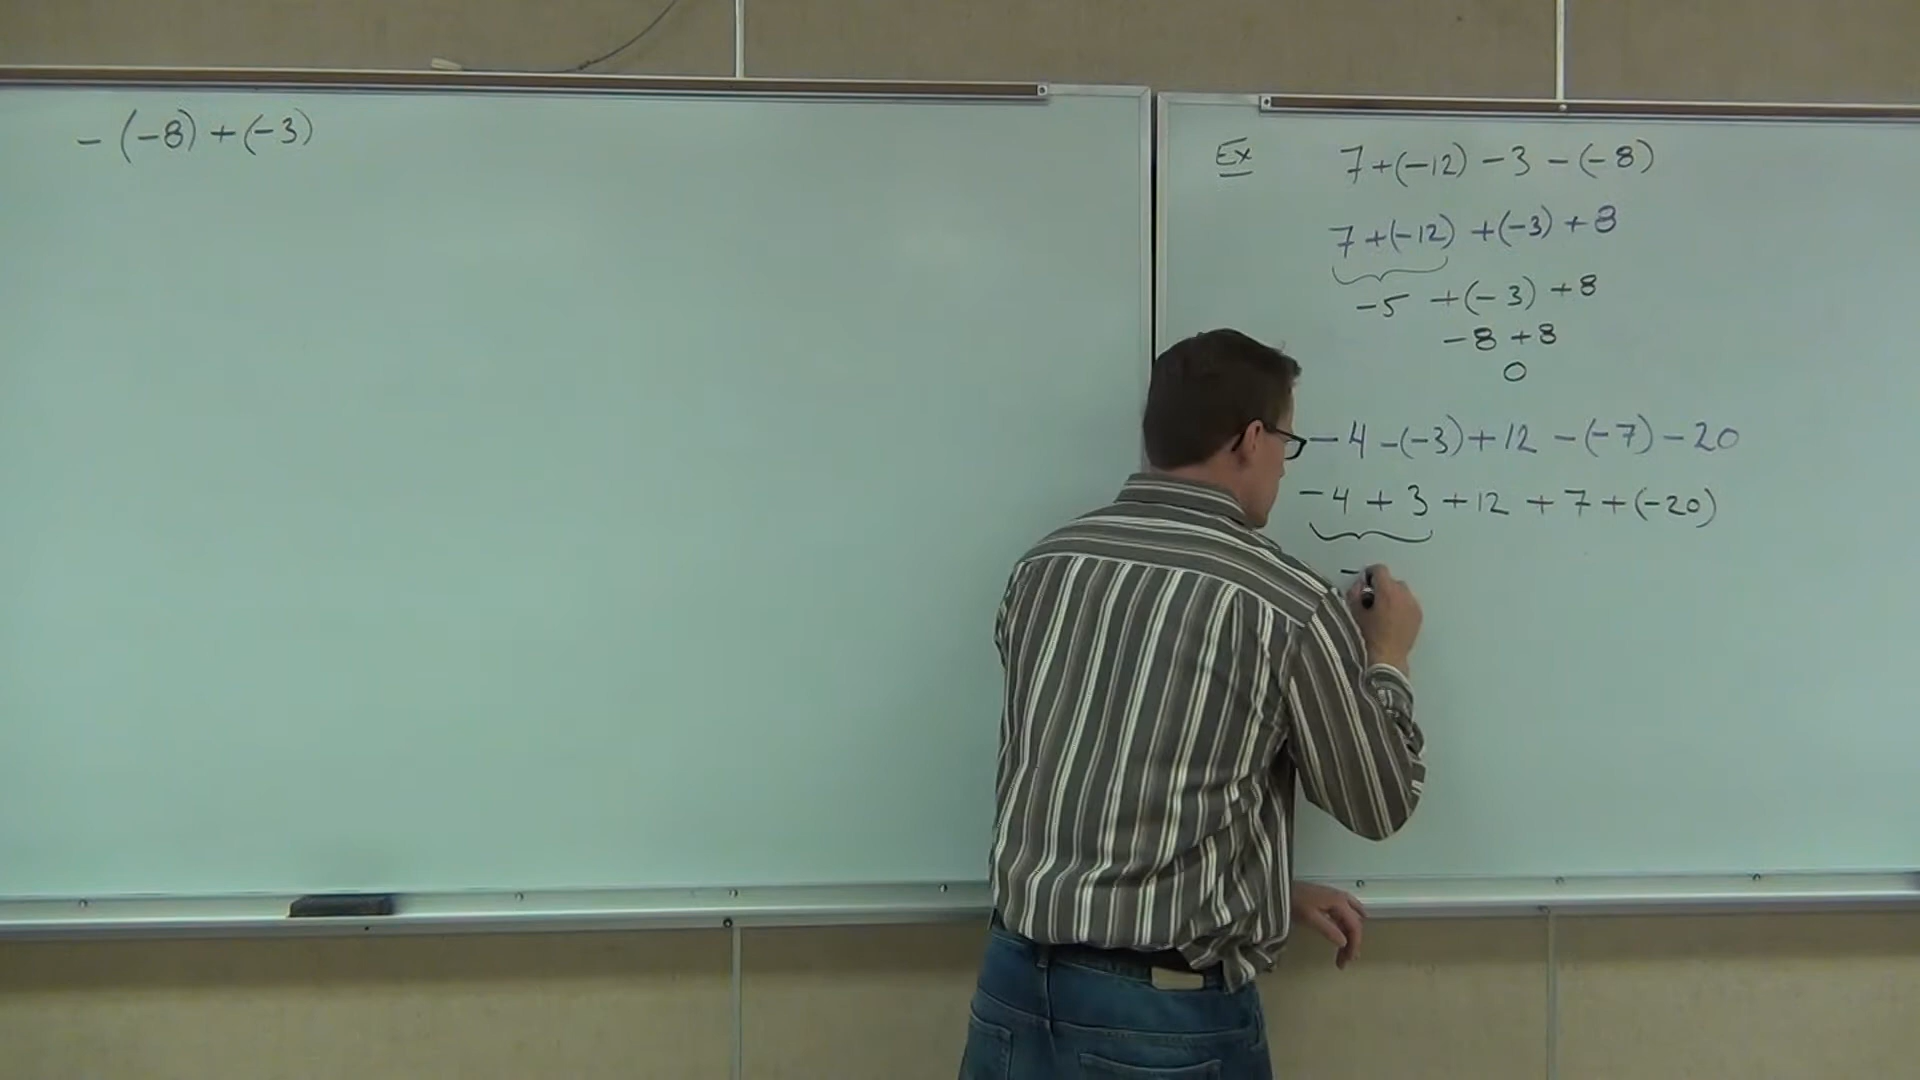 - (-8) + (-3)
Ex 7 + (-12) - 3 - (-8)
7 + (-12) + (-3) + 8
-5 + (-3) + 8
-8 + 8
0
-4 - (-3) + 12 - (-7) - 20
-4 + 3 + 12 + 7 + (-20)
-